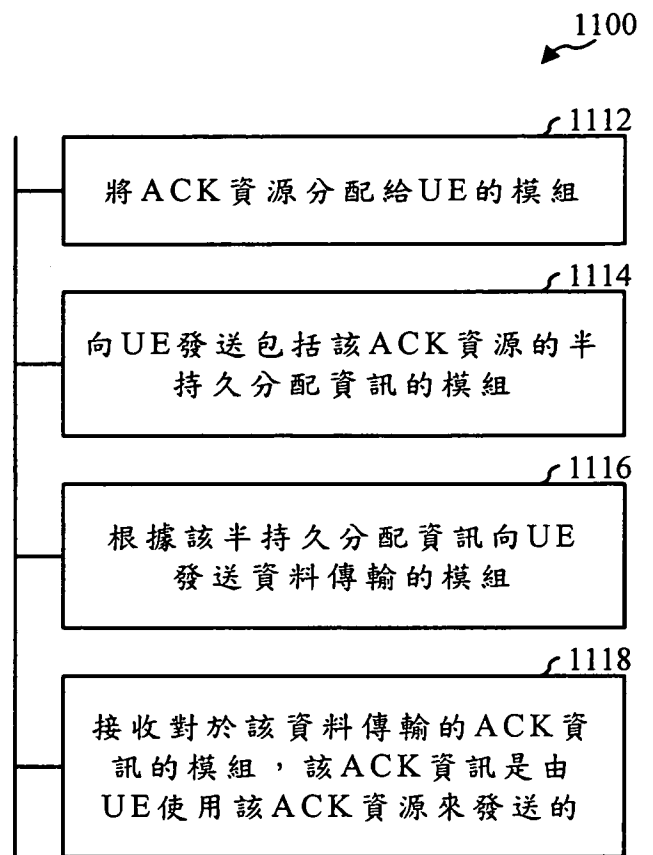 1100
1112
將ACK資源分配給UE的模組
1114
向UE發送包括該ACK資源的半
持久分配資訊的模組
1116
根據該半持久分配資訊向UE
發送資料傳輸的模組
1118
接收對於該資料傳輸的ACK資
訊的模組，該ACK資訊是由
UE使用該ACK資源來發送的